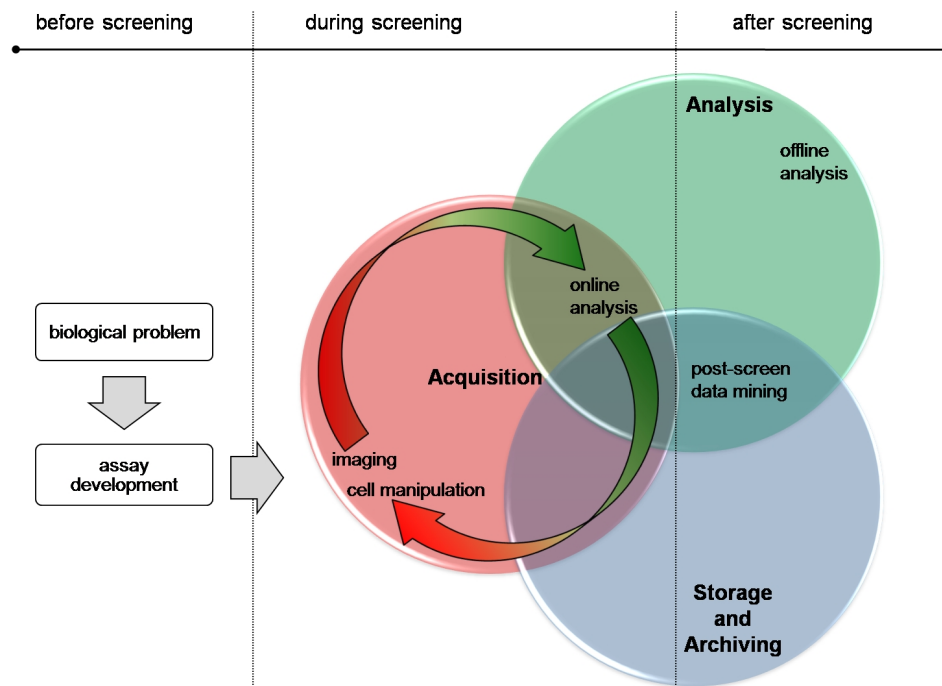 before screening
during screening
after screening
Analysis
offline
analysis
online
analysis
biological problem
Acquisition
post-screen
data mining
imaging
assay
development
cell manipulation
Storage
and
Archiving